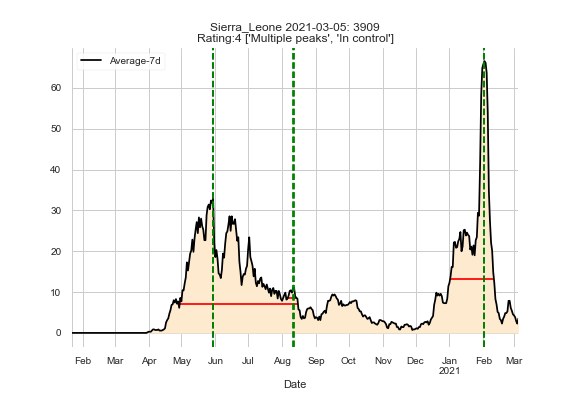 Sierra_Leone 2021-03-05: 3909
Rating:4 ['Multiple peaks', 'In control']
Average-7d
60
50
40
30
20
10
0
Feb Mar Apr May Jun Jul Aug Sep Oct Nov Dec Jan Feb Mar
2021
Date